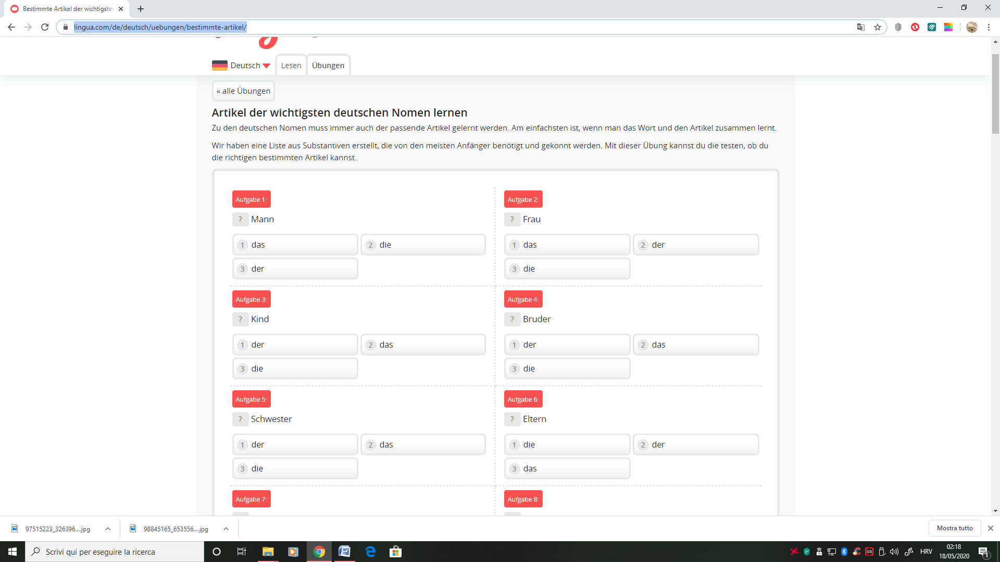 Bestimmte Artikel der wichtigster
lingua.com/de/deutsch/uebungen/bestimmte-artikel/
Deutsch
Lesen
Übungen
« alle Übungen
Artikel der wichtigsten deutschen Nomen lernen
Zu den deutschen Nomen muss immer auch der passende Artikel gelernt werden. Am einfachsten ist, wenn man das Wort und den Artikel zusammen lernt.
Wir haben eine Liste aus Substantiven erstellt, die von den meisten Anfänger benötigt und gekonnt werden. Mit dieser Übung kannst du die testen, ob du
die richtigen bestimmten Artikel kannst.
Aufgabe 1:
? Mann
1 das
2 die
3 der
Aufgabe 2:
? Frau
1 das
2 der
3 die
Aufgabe 3:
? Kind
1 der
2 das
3 die
Aufgabe 4:
? Bruder
1 der
2 das
3 die
Aufgabe 5:
? Schwester
1 der
2 das
3 die
Aufgabe 6:
? Eltern
1 die
2 der
3 das
Aufgabe 7:
Aufgabe 8:
97515223_326396....jpg
98845165_653556....jpg
Mostra tutto
Scrivi qui per eseguire la ricerca
SB
HRV
02:18
18/05/2020
1